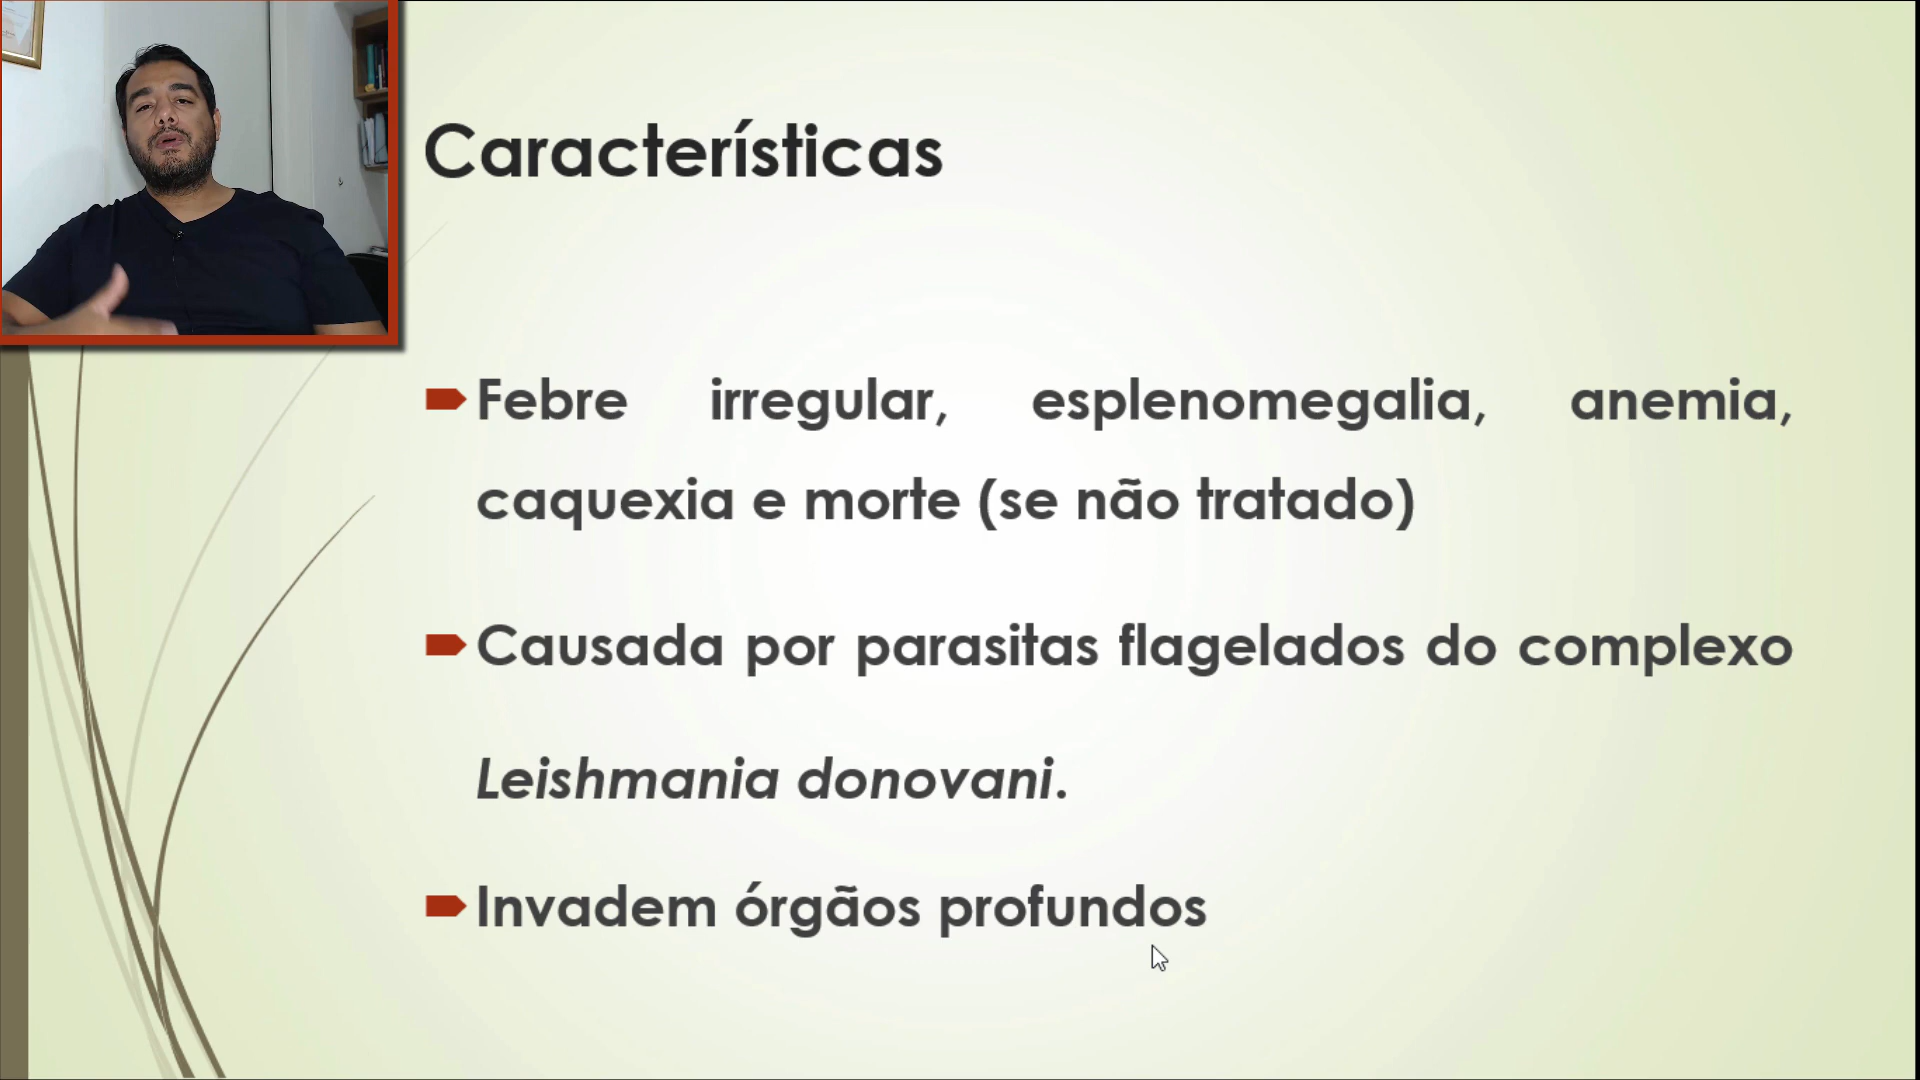 Características
Febre irregular, esplenomegalia, anemia,
caquexia e morte (se não tratado)
Causada por parasitas flagelados do complexo
Leishmania donovani.
Invadem órgãos profundos